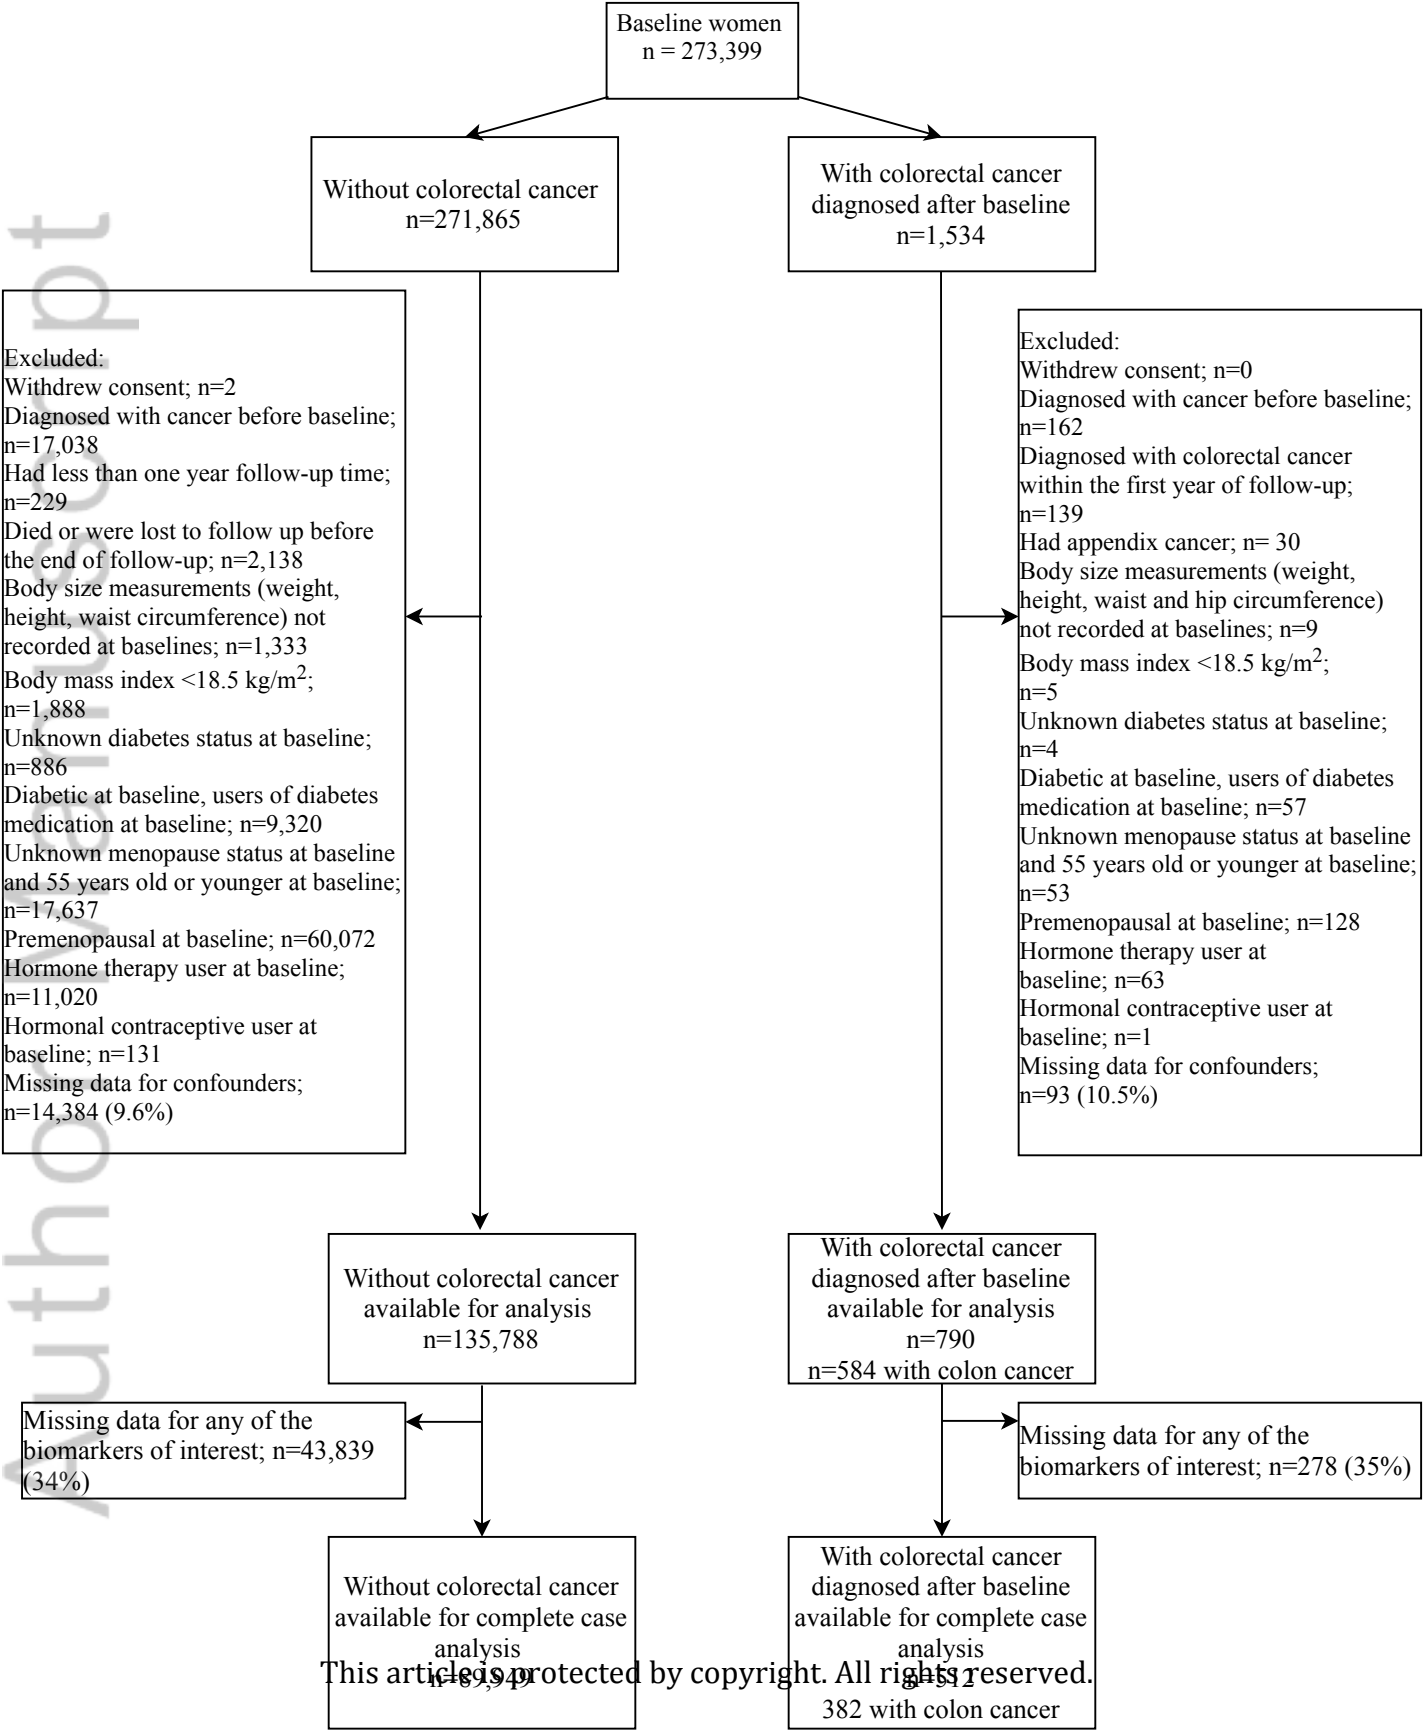 Baseline women
n = 273,399
Without colorectal cancer
n=271,865
With colorectal cancer
diagnosed after baseline
n=1,534
Excluded:
Withdrew consent; n=2
Diagnosed with cancer before baseline;
n=17,038
Had less than one year follow-up time;
n=229
Died or were lost to follow up before
the end of follow-up; n=2,138
Body size measurements (weight,
height, waist circumference) not
recorded at baselines; n=1,333
Body mass index <18.5 kg/m2;
n=1,888
Unknown diabetes status at baseline;
n=886
Diabetic at baseline, users of diabetes
medication at baseline; n=9,320
Unknown menopause status at baseline
and 55 years old or younger at baseline;
n=17,637
Premenopausal at baseline; n=60,072
Hormone therapy user at baseline;
n=11,020
Hormonal contraceptive user at
baseline; n=131
Missing data for confounders;
n=14,384 (9.6%)
Excluded:
Withdrew consent; n=0
Diagnosed with cancer before baseline;
n=162
Diagnosed with colorectal cancer
within the first year of follow-up;
n=139
Had appendix cancer; n= 30
Body size measurements (weight,
height, waist and hip circumference)
not recorded at baselines; n=9
Body mass index <18.5 kg/m2;
n=5
Unknown diabetes status at baseline;
n=4
Diabetic at baseline, users of diabetes
medication at baseline; n=57
Unknown menopause status at baseline
and 55 years old or younger at baseline;
n=53
Premenopausal at baseline; n=128
Hormone therapy user at
baseline; n=63
Hormonal contraceptive user at
baseline; n=1
Missing data for confounders;
n=93 (10.5%)
Without colorectal cancer
available for analysis
n=135,788
With colorectal cancer
diagnosed after baseline
available for analysis
n=790
n=584 with colon cancer
Missing data for any of the
biomarkers of interest; n=43,839
(34%)
Missing data for any of the
biomarkers of interest; n=278 (35%)
Without colorectal cancer
available for complete case
analysis
n=89,949
With colorectal cancer
diagnosed after baseline
available for complete case
analysis
n=512
382 with colon cancer
This article is protected by copyright. All rights reserved.
Author Manuscript